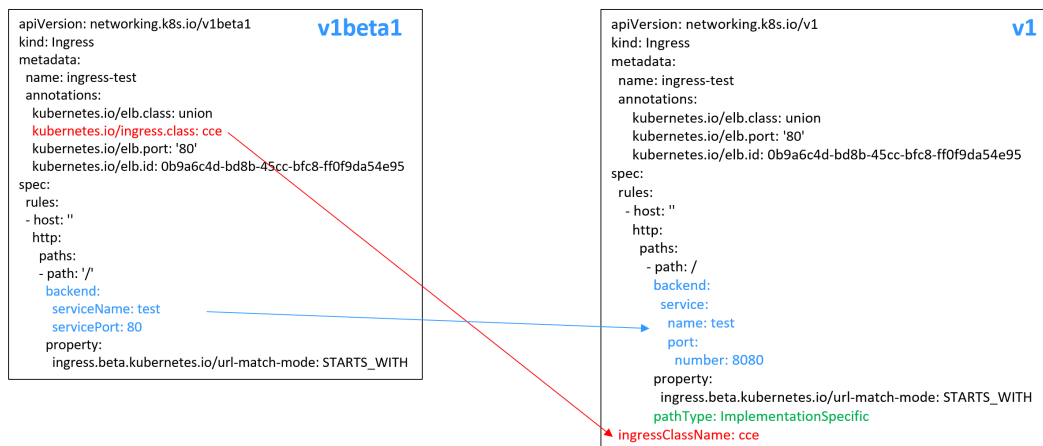 v1beta1
apiVersion: networking.k8s.io/v1beta1
kind: Ingress
metadata:
name: ingress-test
annotations:
kubernetes.io/elb.class: union
kubernetes.io/ingress.class: cce
kubernetes.io/elb.port: '80'
kubernetes.io/elb.id: 0b9a6c4d-bd8b-45cc-bfc8-ff0f9da54e95
spec:
rules:
- host: ''
http:
paths:
- path: '/'
backend:
serviceName: test
servicePort: 80
property:
ingress.beta.kubernetes.io/url-match-mode: STARTS_WITH
v1
apiVersion: networking.k8s.io/v1
kind: Ingress
metadata:
name: ingress-test
annotations:
kubernetes.io/elb.class: union
kubernetes.io/elb.port: '80'
kubernetes.io/elb.id: 0b9a6c4d-bd8b-45cc-bfc8-ff0f9da54e95
spec:
rules:
- host: ''
http:
paths:
- path: /
backend:
service:
name: test
port:
number: 8080
property:
ingress.beta.kubernetes.io/url-match-mode: STARTS_WITH
pathType: ImplementationSpecific
ingressClassName: cce